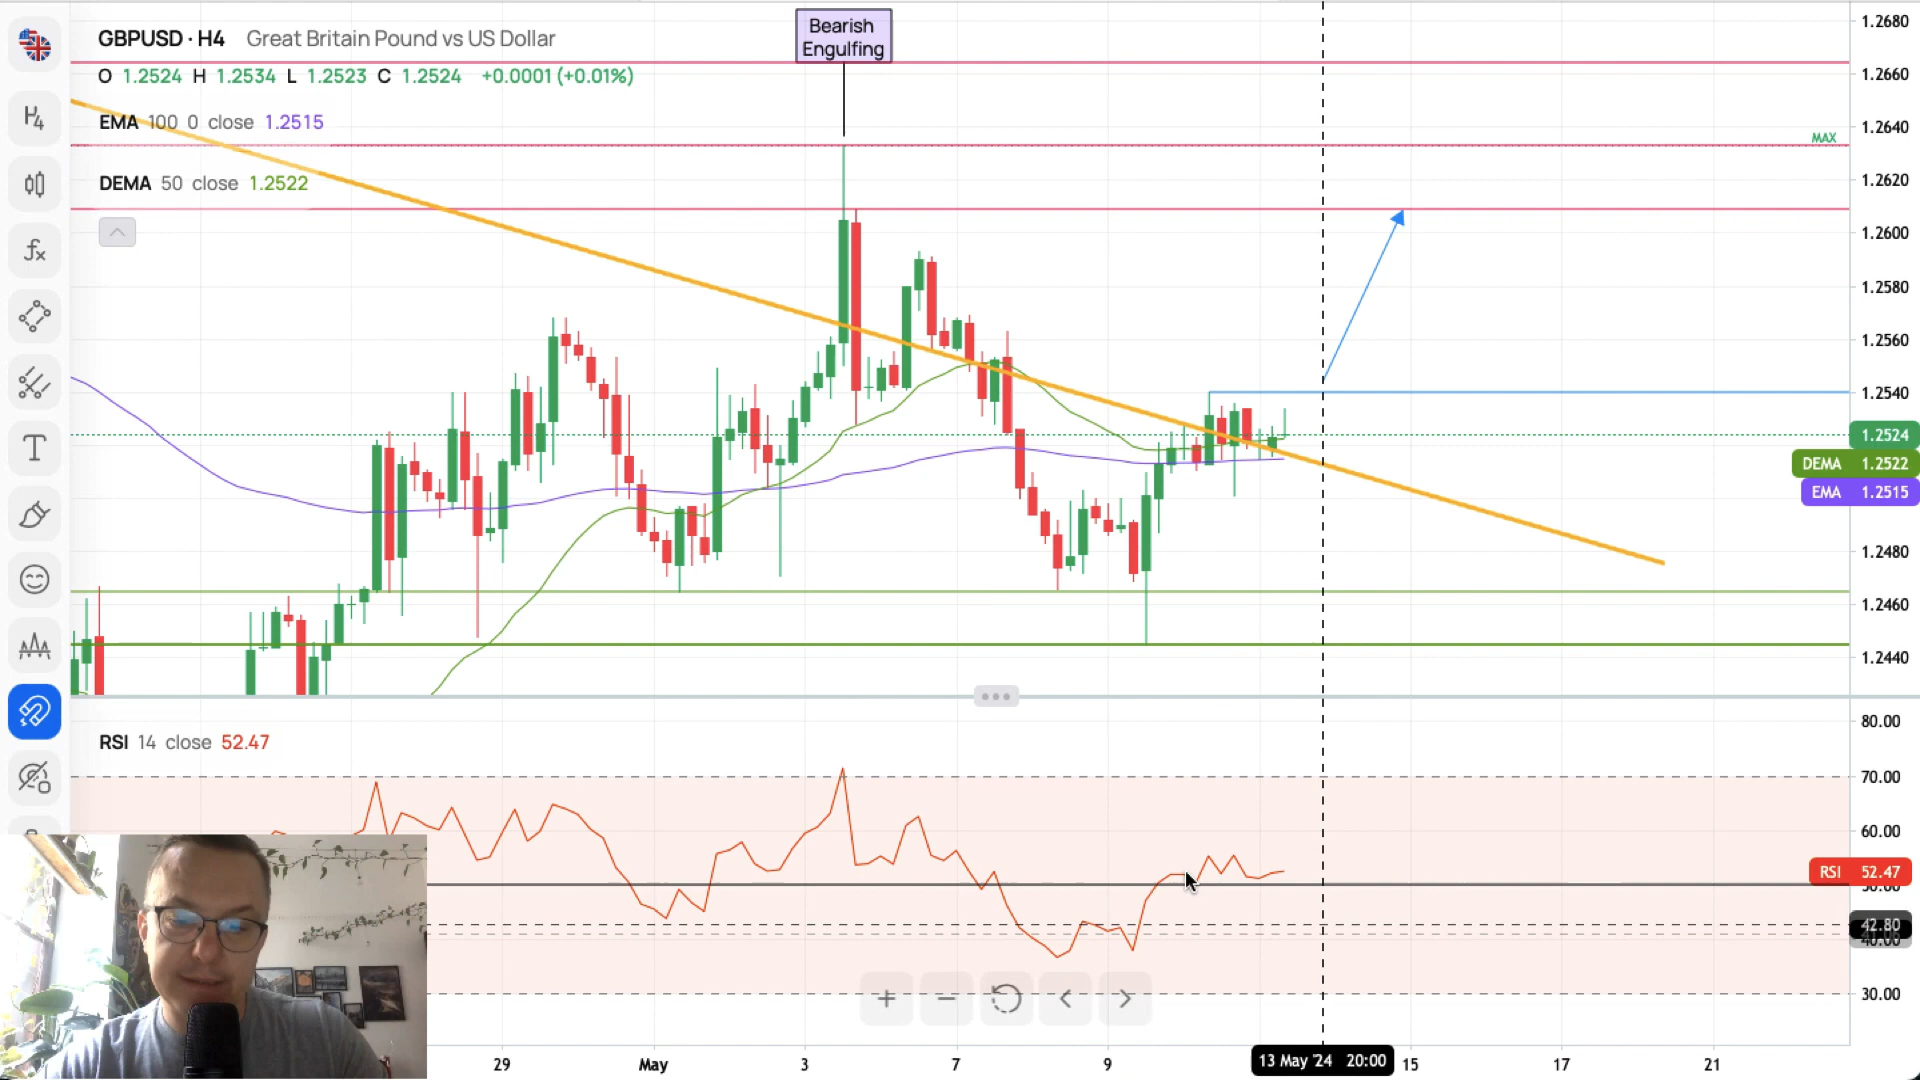 Bearish
Engulfing
GBPUSD · H4 Great Britain Pound vs US Dollar
O 1.2524 H 1.2534 L 1.2523 C 1.2524 +0.0001 (+0.01%)
EMA 100 0 close 1.2515
DEMA 50 close 1.2522
H4
fx
T
MAX
1.2680
1.2660
1.2640
1.2620
1.2600
1.2580
1.2560
1.2540
1.2524
DEMA 1.2522
EMA 1.2515
1.2480
1.2460
1.2440
RSI 14 close 52.47
80.00
70.00
60.00
RSI 52.47
50.00
42.80
40.00
30.00
29 May 3 7 9 13 May '24 20:00 15 17 21